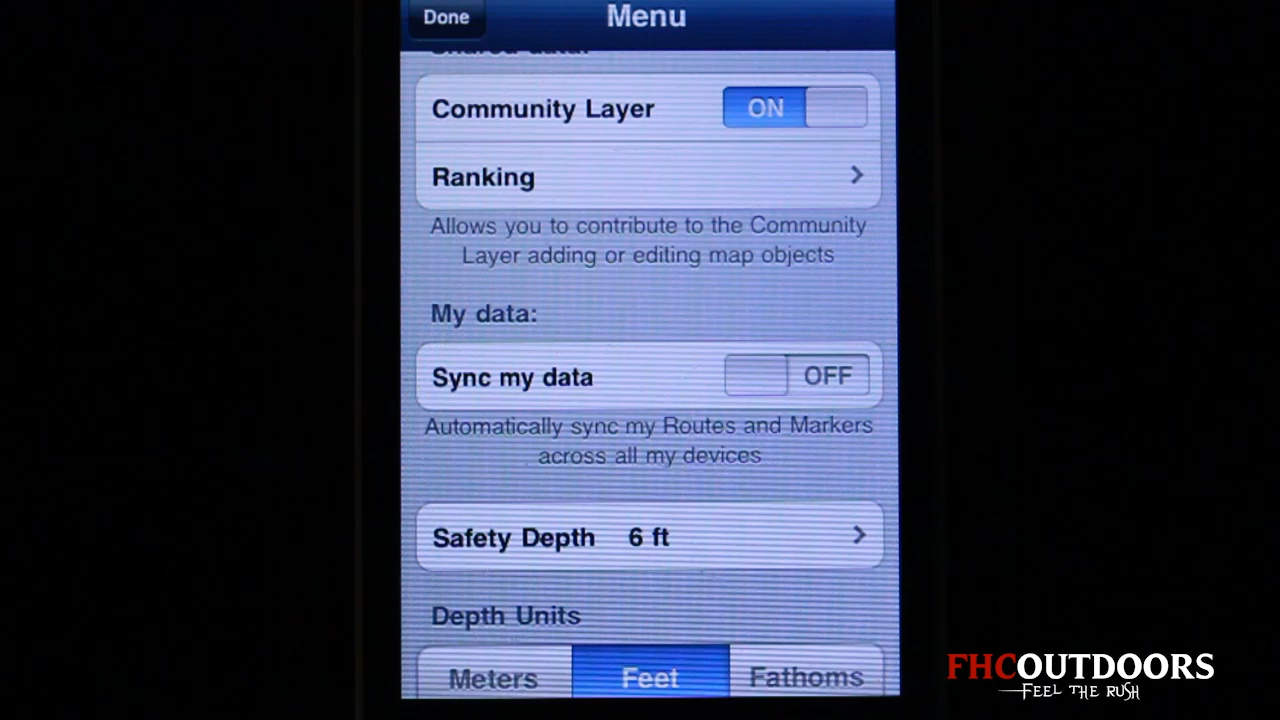 Done
Menu
Shared data:
Community Layer
ON
Ranking
Allows you to contribute to the Community
Layer adding or editing map objects
My data:
Sync my data
OFF
Automatically sync my Routes and Markers
across all my devices
Safety Depth 6 ft
Depth Units
Meters Feet Fathoms
FHCOUTDOORS
FEEL THE RUSH